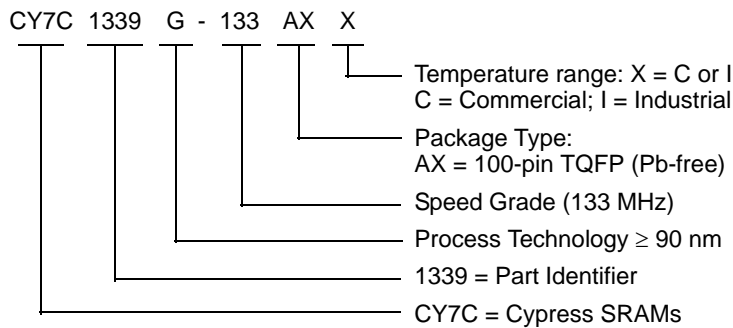 CY7C 1339 G - 133 AX X
Temperature range: X = C or I
C = Commercial; I = Industrial
Package Type:
AX = 100-pin TQFP (Pb-free)
Speed Grade (133 MHz)
Process Technology ≥ 90 nm
1339 = Part Identifier
CY7C = Cypress SRAMs